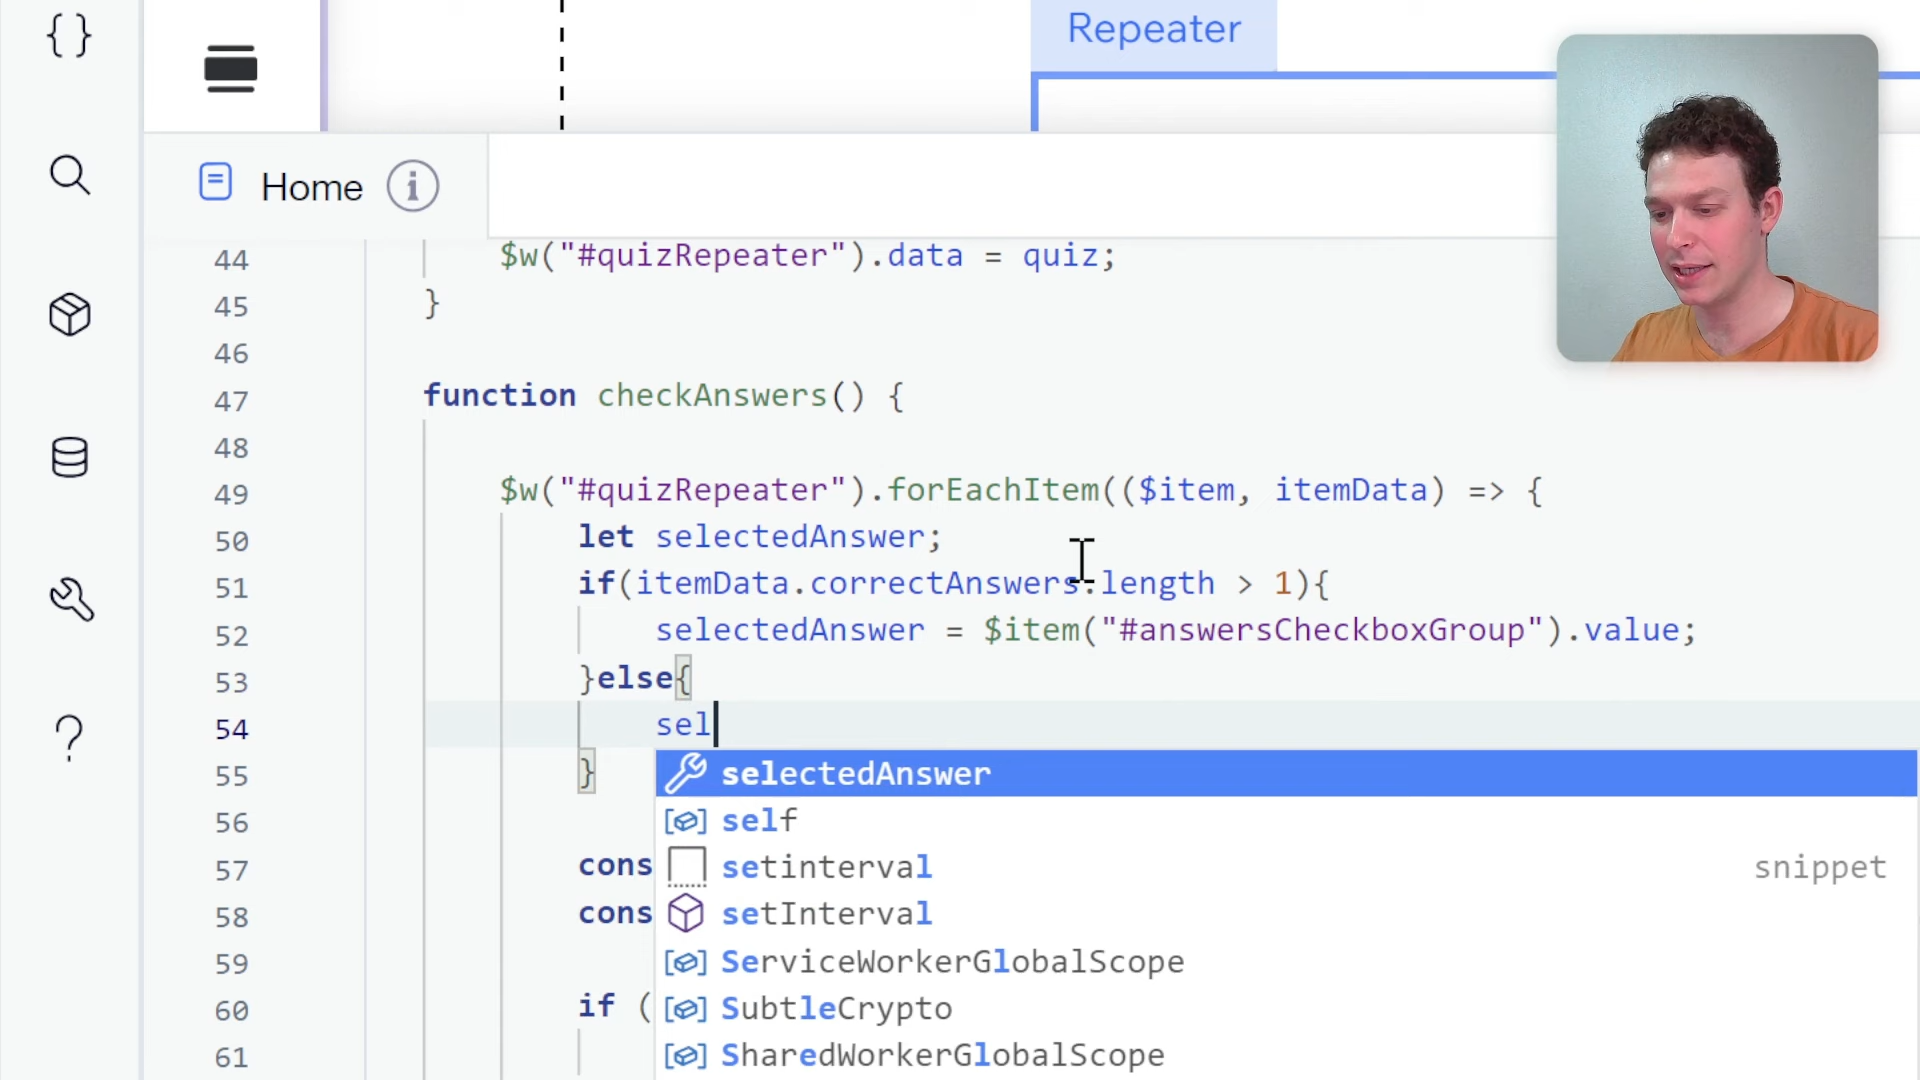 Repeater
Home
44 $w("#quizRepeater").data = quiz;
45 }
46
47 function checkAnswers() {
48
49 $w("#quizRepeater").forEachItem(($item, itemData) => {
50 let selectedAnswer;
51 if(itemData.correctAnswers.length > 1){
52 selectedAnswer = $item("#answersCheckboxGroup").value;
53 }else{
54 sel
55 }
selectedAnswer
56
self
57 cons
setinterval snippet
58 cons
setInterval
59
ServiceWorkerGlobalScope
60 if (
SubtleCrypto
61
SharedWorkerGlobalScope